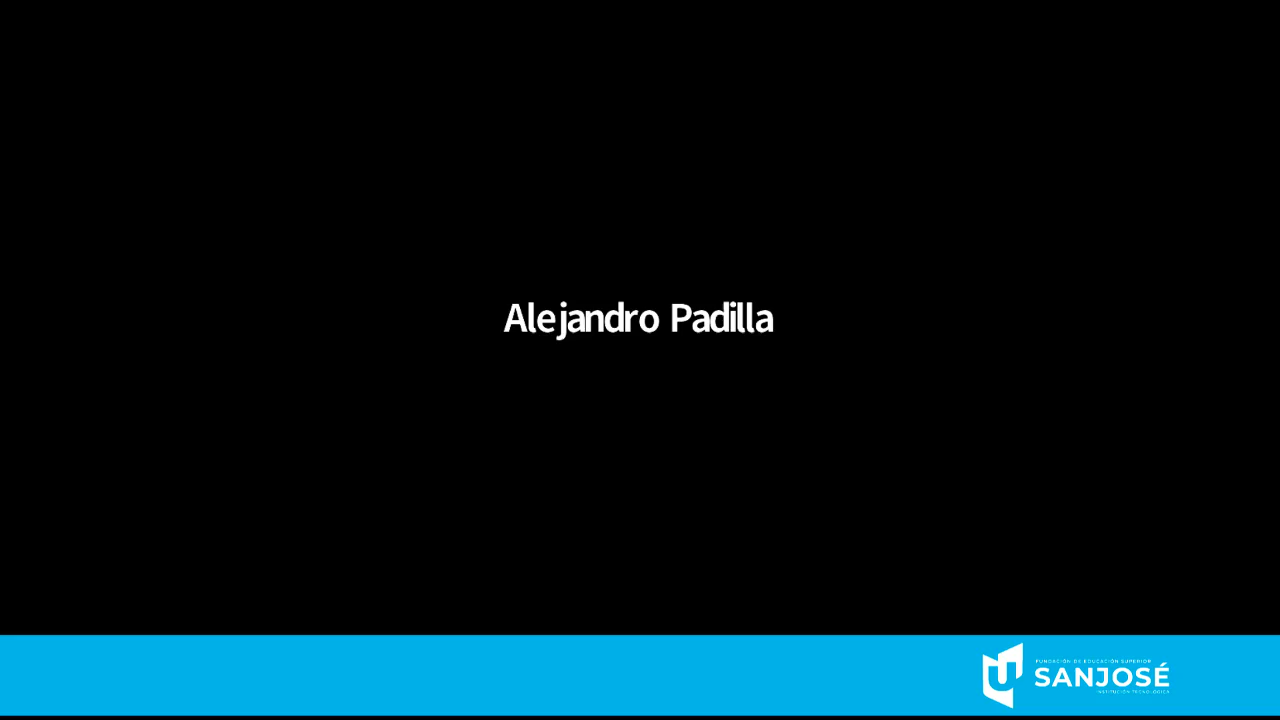 Alejandro Padilla
FUNDACIÓN DE EDUCACIÓN SUPERIOR
SANJOSÉ
INSTITUCIÓN TECNOLÓGICA